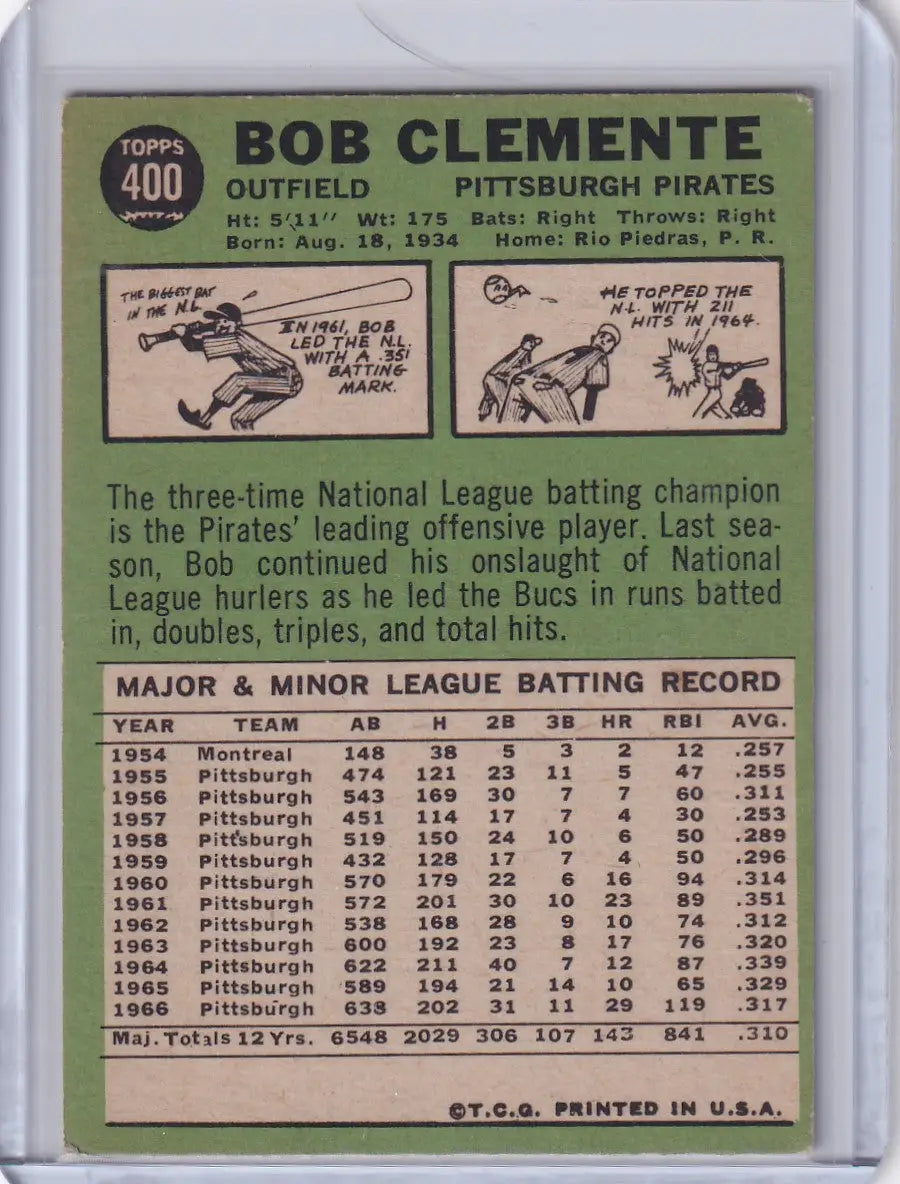 TOPPS
400
BOB CLEMENTE
OUTFIELD PITTSBURGH PIRATES
Ht: 5'11'' Wt: 175 Bats: Right Throws: Right
Born: Aug. 18, 1934 Home: Rio Piedras, P. R.
THE BIGGEST BAT
IN THE N.L.
IN 1961, BOB
LED THE N.L.
WITH A .351
BATTING
MARK.
HE TOPPED THE
N.L. WITH 211
HITS IN 1964.
The three-time National League batting champion
is the Pirates' leading offensive player. Last sea-
son, Bob continued his onslaught of National
League hurlers as he led the Bucs in runs batted
in, doubles, triples, and total hits.
MAJOR & MINOR LEAGUE BATTING RECORD
YEAR TEAM AB H 2B 3B HR RBI AVG.
1954 Montreal 148 38 5 3 2 12 .257
1955 Pittsburgh 474 121 23 11 5 47 .255
1956 Pittsburgh 543 169 30 7 7 60 .311
1957 Pittsburgh 451 114 17 7 4 30 .253
1958 Pittsburgh 519 150 24 10 6 50 .289
1959 Pittsburgh 432 128 17 7 4 50 .296
1960 Pittsburgh 570 179 22 6 16 94 .314
1961 Pittsburgh 572 201 30 10 23 89 .351
1962 Pittsburgh 538 168 28 9 10 74 .312
1963 Pittsburgh 600 192 23 8 17 76 .320
1964 Pittsburgh 622 211 40 7 12 87 .339
1965 Pittsburgh 589 194 21 14 10 65 .329
1966 Pittsburgh 638 202 31 11 29 119 .317
Maj. Totals 12 Yrs. 6548 2029 306 107 143 841 .310
©T.C.G. PRINTED IN U.S.A.